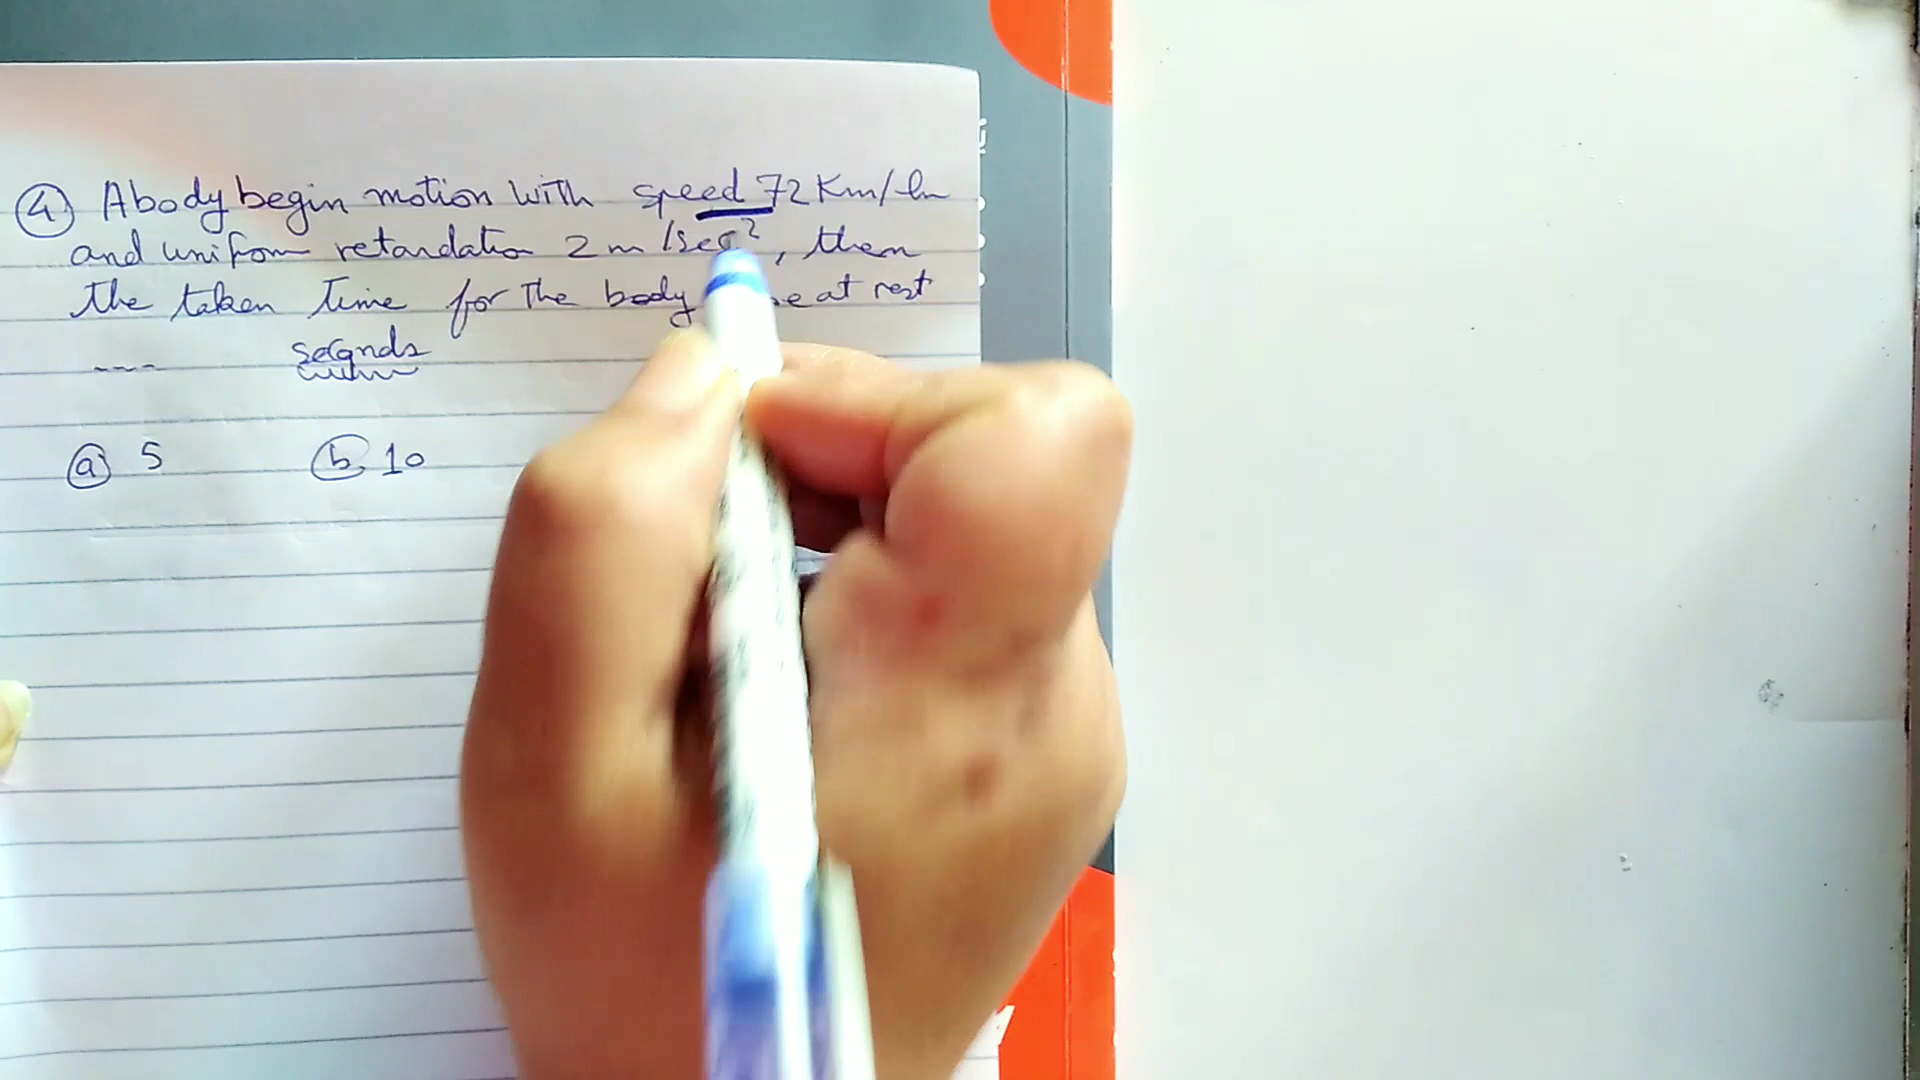 4 A body begin motion with speed 72 Km/hr
and uniform retardation 2 m/sec², then
the taken time for the body at rest
---- seconds
a 5 b 10